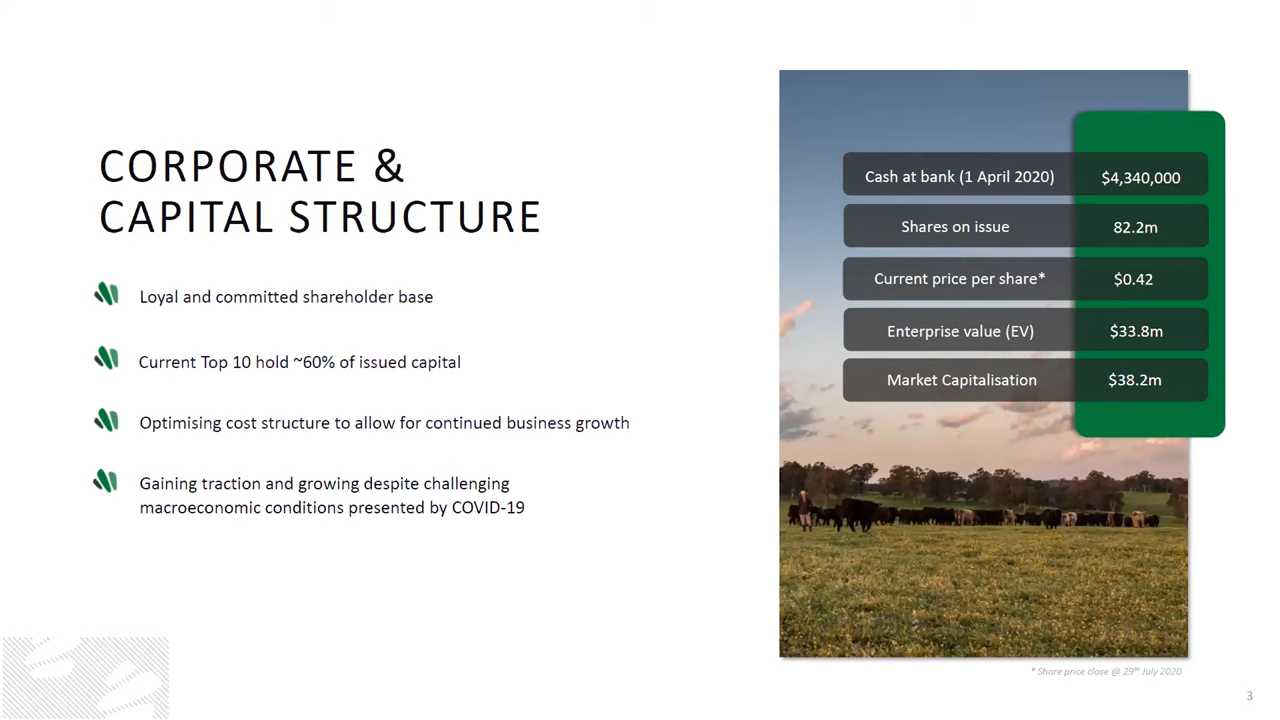 CORPORATE &
CAPITAL STRUCTURE
Loyal and committed shareholder base
Current Top 10 hold ~60% of issued capital
Optimising cost structure to allow for continued business growth
Gaining traction and growing despite challenging
macroeconomic conditions presented by COVID-19
Cash at bank (1 April 2020) $4,340,000
Shares on issue 82.2m
Current price per share* $0.42
Enterprise value (EV) $33.8m
Market Capitalisation $38.2m
* Share price close @ 29th July 2020
3